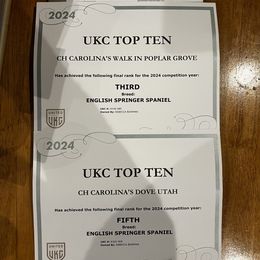 2024
UKC TOP TEN
CH CAROLINA'S WALK IN POPLAR GROVE
Has achieved the following final rank for the 2024 competition year:
THIRD
Breed:
ENGLISH SPRINGER SPANIEL
UNITED
UKC
2024
UKC TOP TEN
CH CAROLINA'S DOVE UTAH
Has achieved the following final rank for the 2024 competition year:
FIFTH
Breed:
ENGLISH SPRINGER SPANIEL
UNITED
UKC